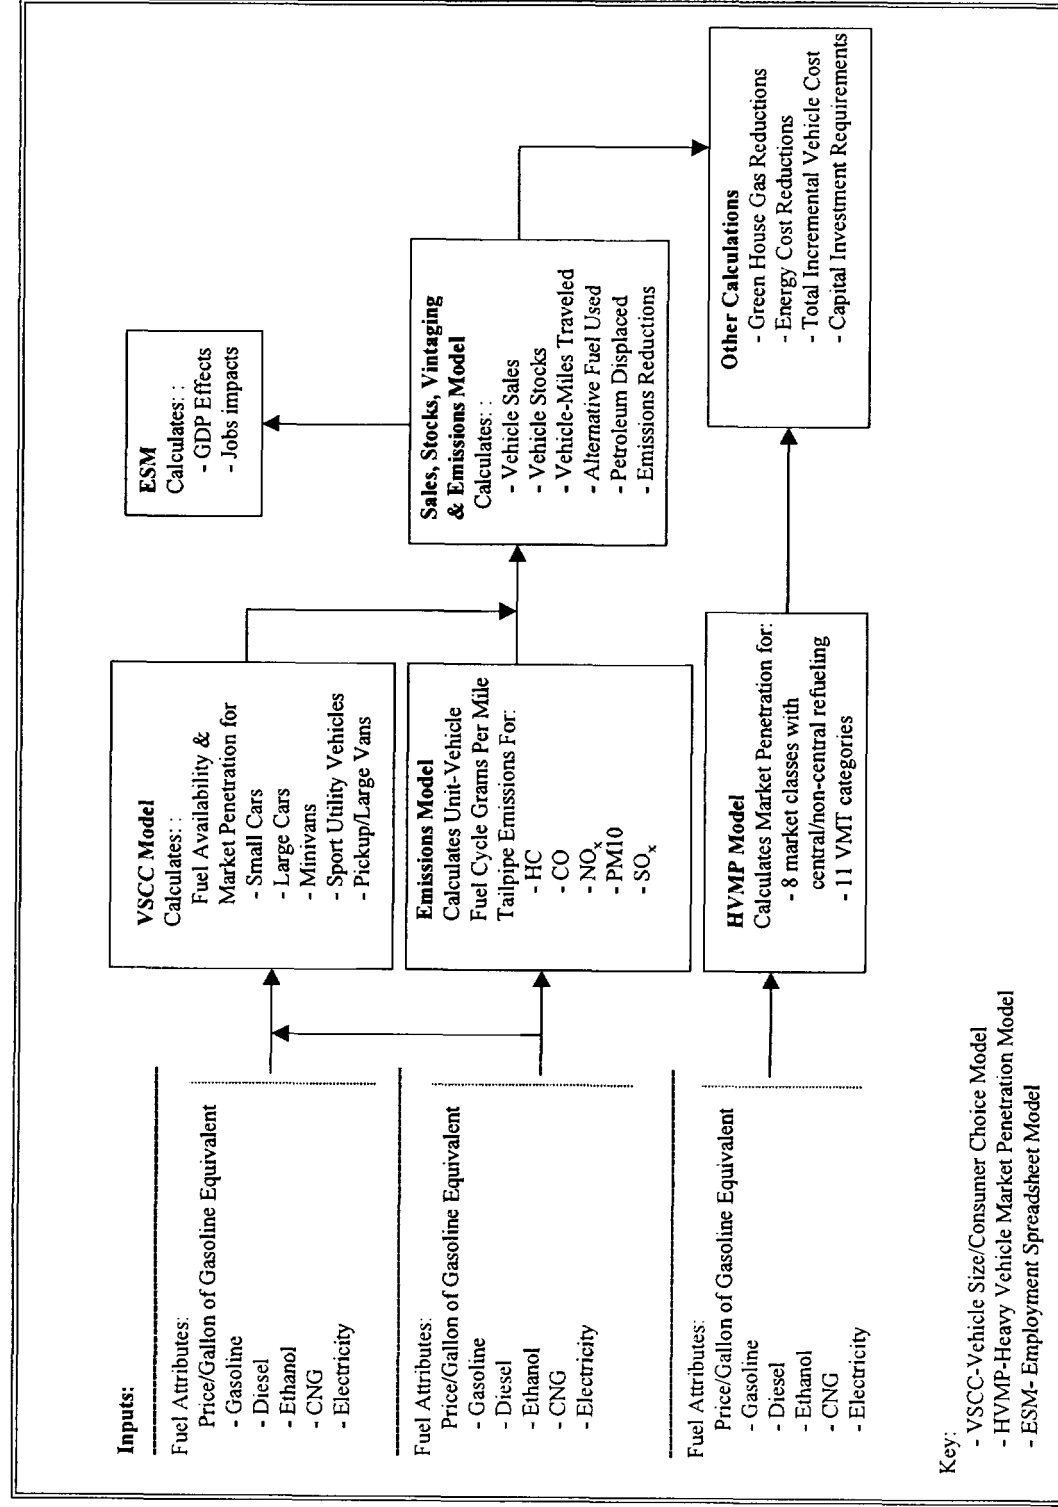 Inputs:
Fuel Attributes:
Price/Gallon of Gasoline Equivalent
- Gasoline
- Diesel
- Ethanol
- CNG
- Electricity
Fuel Attributes:
Price/Gallon of Gasoline Equivalent
- Gasoline
- Diesel
- Ethanol
- CNG
- Electricity
Fuel Attributes:
Price/Gallon of Gasoline Equivalent
- Gasoline
- Diesel
- Ethanol
- CNG
- Electricity
VSCC Model
Calculates: :
Fuel Availability &
Market Penetration for
- Small Cars
- Large Cars
- Minivans
- Sport Utility Vehicles
- Pickup/Large Vans
Emissions Model
Calculates Unit-Vehicle
Fuel Cycle Grams Per Mile
Tailpipe Emissions For:
- HC
- CO
- NOx
- PM10
- SOx
HVMP Model
Calculates Market Penetration for:
- 8 market classes with
central/non-central refueling
- 11 VMT categories
ESM
Calculates: :
- GDP Effects
- Jobs impacts
Sales, Stocks, Vintaging
& Emissions Model
Calculates: :
- Vehicle Sales
- Vehicle Stocks
- Vehicle-Miles Traveled
- Alternative Fuel Used
- Petroleum Displaced
- Emissions Reductions
Other Calculations
- Green House Gas Reductions
- Energy Cost Reductions
- Total Incremental Vehicle Cost
- Capital Investment Requirements
Key:
- VSCC-Vehicle Size/Consumer Choice Model
- HVMP-Heavy Vehicle Market Penetration Model
- ESM- Employment Spreadsheet Model